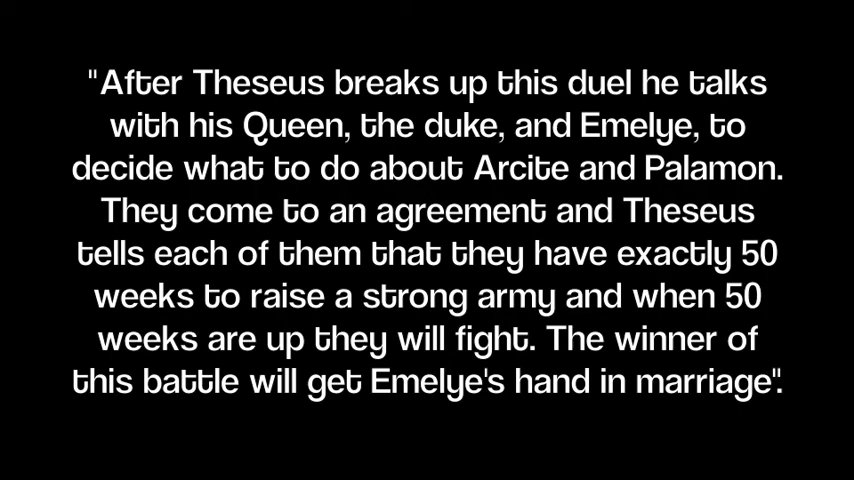 "After Theseus breaks up this duel he talks
with his Queen, the duke, and Emelye, to
decide what to do about Arcite and Palamon.
They come to an agreement and Theseus
tells each of them that they have exactly 50
weeks to raise a strong army and when 50
weeks are up they will fight. The winner of
this battle will get Emelye's hand in marriage".